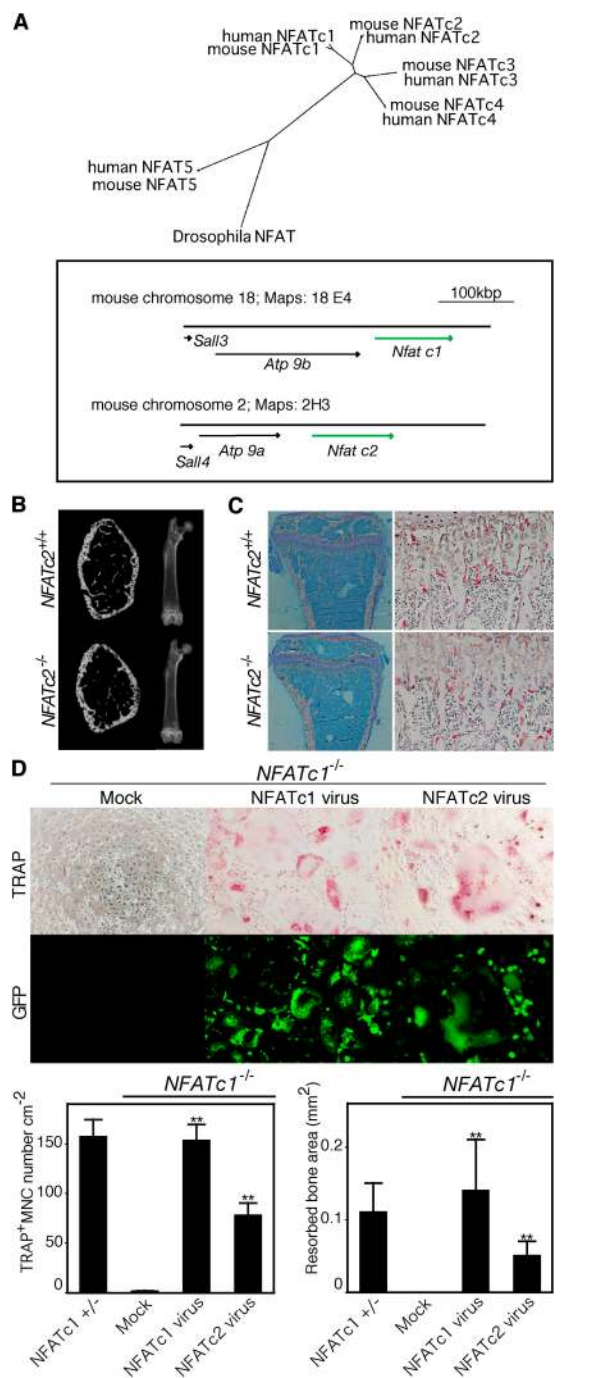 A
human NFATc1
mouse NFATc1
mouse NFATc2
human NFATc2
mouse NFATc3
human NFATc3
mouse NFATc4
human NFATc4
human NFAT5
mouse NFAT5
Drosophila NFAT
mouse chromosome 18; Maps: 18 E4
100kbp
Sall3
Atp 9b
Nfat c1
mouse chromosome 2; Maps: 2H3
Sall4
Atp 9a
Nfat c2
B
NFATc2+/+
NFATc2-/-
C
NFATc2+/+
NFATc2-/-
D
NFATc1-/-
Mock
NFATc1 virus
NFATc2 virus
TRAP
GFP
NFATc1-/-
TRAP+MNC number cm-2
150
100
50
0
**
**
NFATc1 +/-
Mock
NFATc1 virus
NFATc2 virus
NFATc1-/-
Resorbed bone area (mm2)
0.2
0.1
0
**
**
NFATc1 +/-
Mock
NFATc1 virus
NFATc2 virus